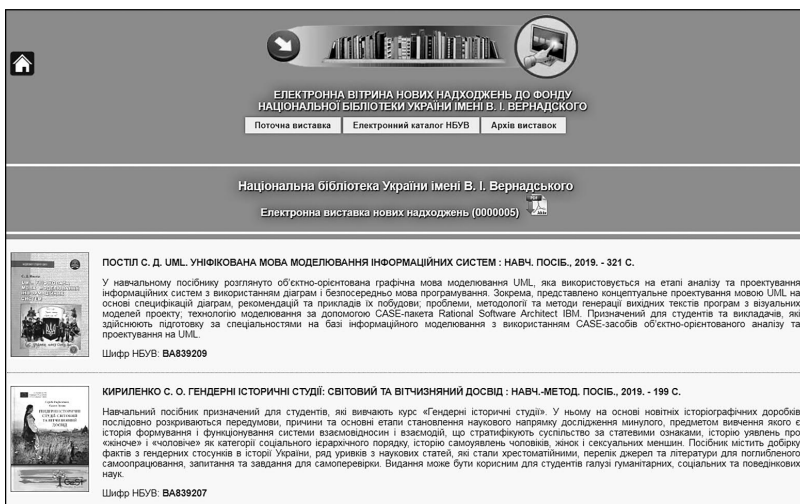 ЕЛЕКТРОННА ВІТРИНА НОВИХ НАДХОДЖЕНЬ ДО ФОНДУ
НАЦІОНАЛЬНОЇ БІБЛІОТЕКИ УКРАЇНИ ІМЕНІ В. І. ВЕРНАДСКОГО
Поточна виставка Електронний каталог НБУВ Архів виставок
Національна бібліотека України імені В. І. Вернадського
Електронна виставка нових надходжень (0000005)
ПОСТІЛ С. Д. UML. УНІФІКОВАНА МОВА МОДЕЛЮВАННЯ ІНФОРМАЦІЙНИХ СИСТЕМ : НАВЧ. ПОСІБ., 2019. - 321 С.
У навчальному посібнику розглянуто об'єктно-орієнтована графічна мова моделювання UML, яка використовується на етапі аналізу та проектування
інформаційних систем з використанням діаграм і безпосередньо мова програмування. Зокрема, представлено концептуальне проектування мовою UML на
основі специфікацій діаграм, рекомендацій та прикладів їх побудови; проблеми, методології та методи генерації вихідних текстів програм з візуальних
моделей проекту; технологію моделювання за допомогою CASE-пакета Rational Software Architect IBM. Призначений для студентів та викладачів, які
здійснюють підготовку за спеціальностями на базі інформаційного моделювання з використанням CASE-засобів об'єктно-орієнтованого аналізу та
проектування на UML.
Шифр НБУВ: ВА839209
КИРИЛЕНКО С. О. ГЕНДЕРНІ ІСТОРИЧНІ СТУДІЇ: СВІТОВИЙ ТА ВІТЧИЗНЯНИЙ ДОСВІД : НАВЧ.-МЕТОД. ПОСІБ., 2019. - 199 С.
Навчальний посібник призначений для студентів, які вивчають курс «Гендерні історичні студії». У ньому на основі новітніх історіографічних доробків
послідовно розкриваються передумови, причини та основні етапи становлення наукового напрямку дослідження минулого, предметом вивчення якого є
історія формування і функціонування системи взаємовідносин і взаємодій, що стратифікують суспільство за статевими ознаками, історію уявлень про
«жіноче» і «чоловіче» як категорії соціального ієрархічного порядку, історію самоуявлень чоловіків, жінок і сексуальних меншин. Посібник містить добірку
фактів з гендерних стосунків в історії України, ряд уривків з наукових статей, які стали хрестоматійними, перелік джерел та літератури для поглибленого
самоопрацювання, запитання та завдання для самоперевірки. Видання може бути корисним для студентів галузі гуманітарних, соціальних та поведінкових
наук.
Шифр НБУВ: ВА839207